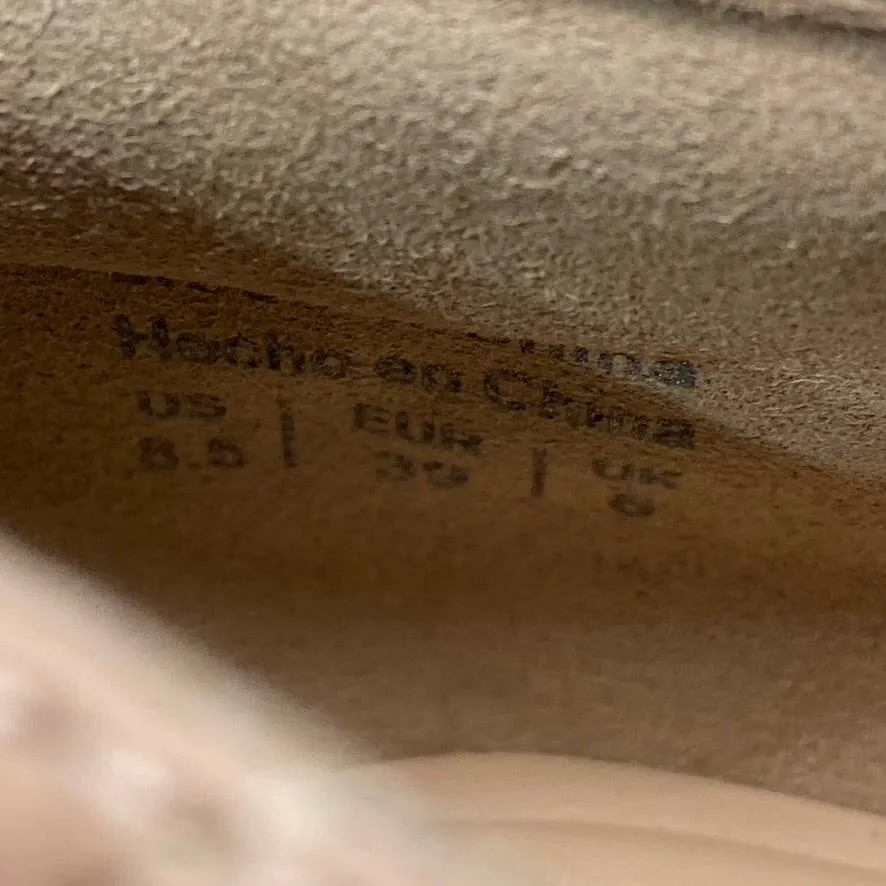 Hecho en China
US | EUR | UK
8.5 39 6